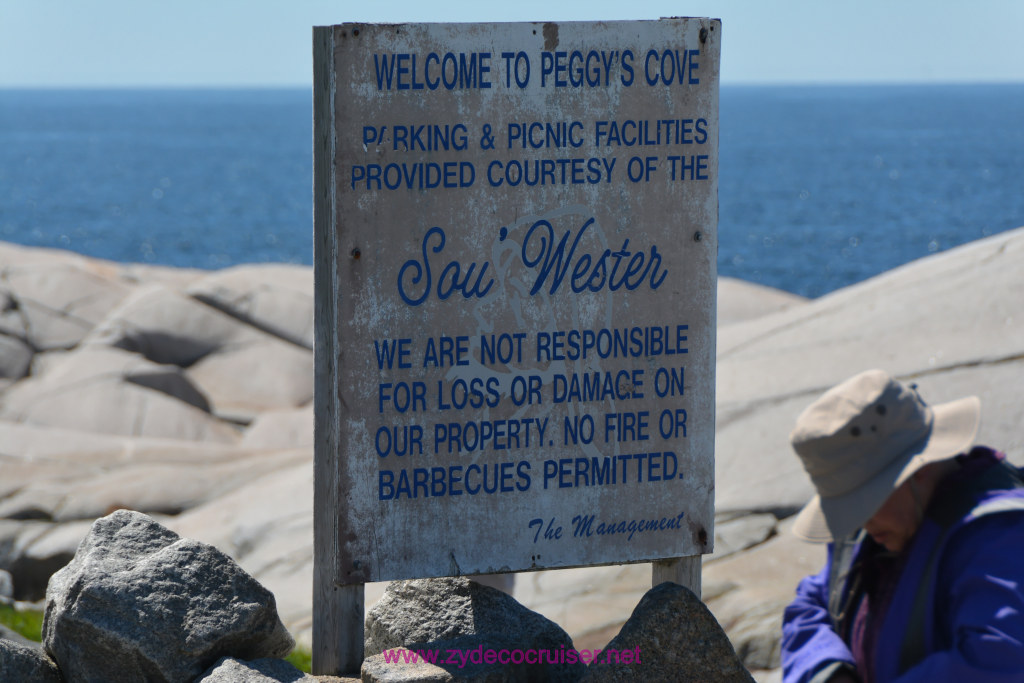 WELCOME TO PEGGY'S COVE
PARKING & PICNIC FACILITIES
PROVIDED COURTESY OF THE
Sou'Wester
WE ARE NOT RESPONSIBLE
FOR LOSS OR DAMAGE ON
OUR PROPERTY. NO FIRE OR
BARBECUES PERMITTED.
The Management
www.zydecocruiser.net